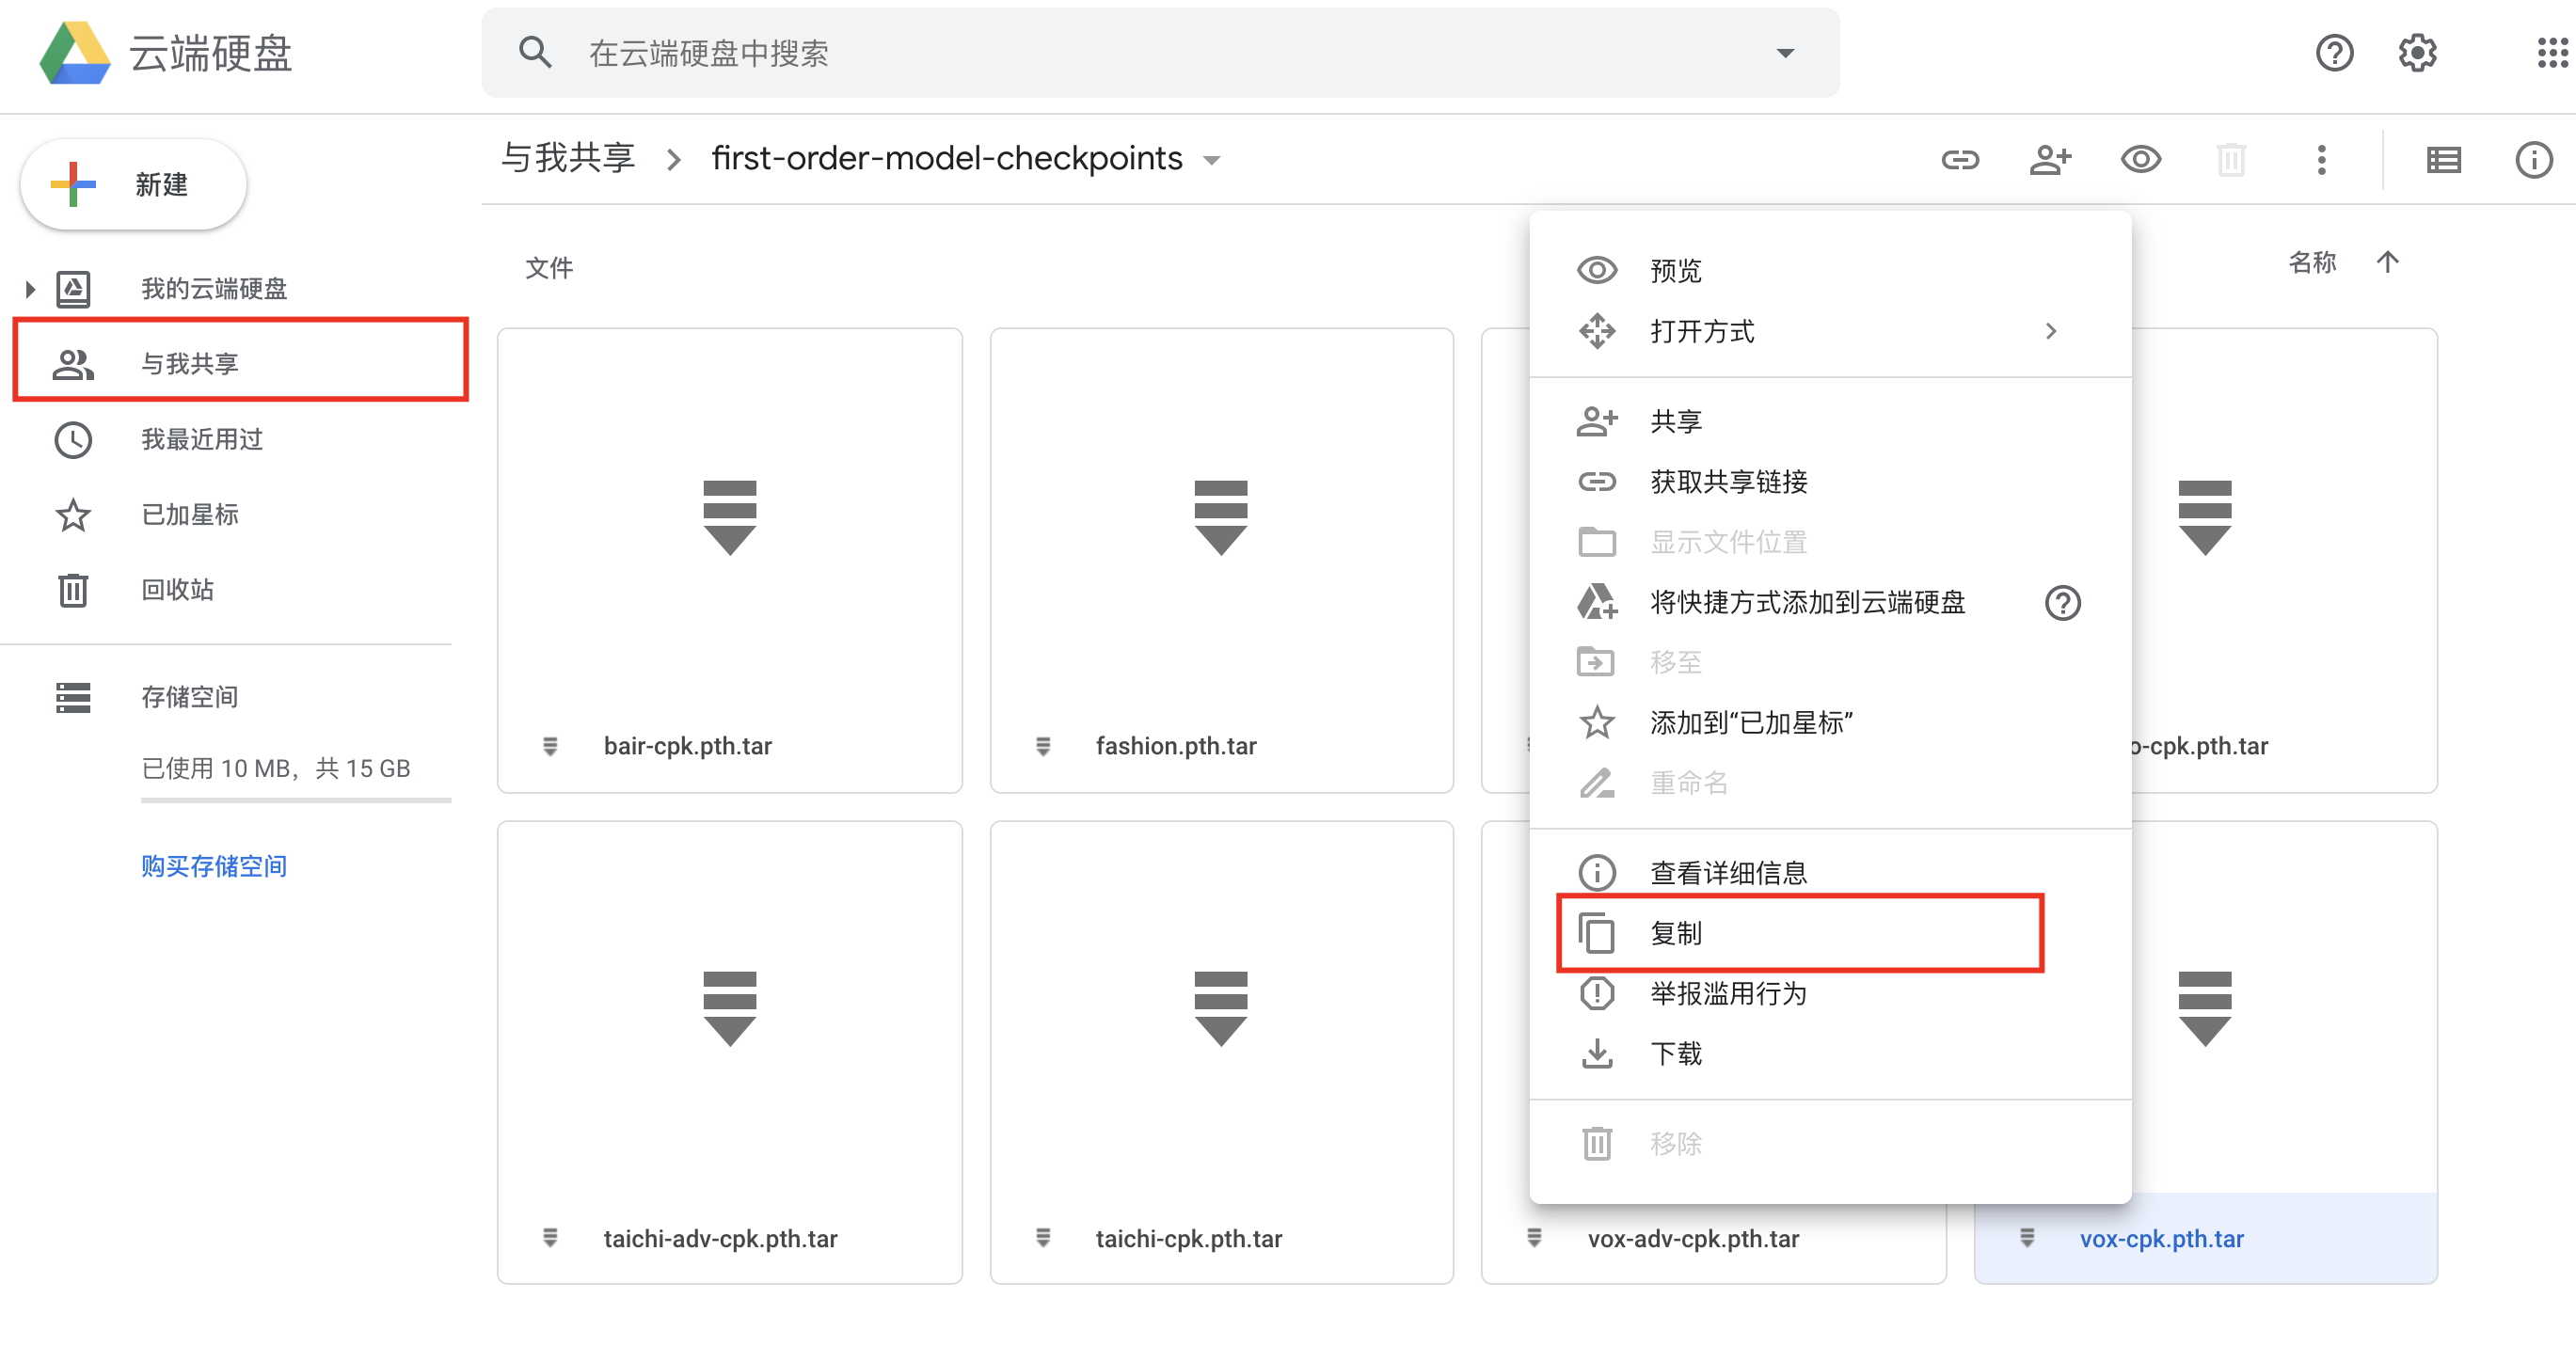 云端硬盘
在云端硬盘中搜索
新建
与我共享 > first-order-model-checkpoints
我的云端硬盘
与我共享
我最近用过
已加星标
回收站
存储空间
已使用 10 MB，共 15 GB
购买存储空间
文件
名称
bair-cpk.pth.tar
fashion.pth.tar
o-cpk.pth.tar
taichi-adv-cpk.pth.tar
taichi-cpk.pth.tar
vox-adv-cpk.pth.tar
vox-cpk.pth.tar
预览
打开方式
共享
获取共享链接
显示文件位置
将快捷方式添加到云端硬盘
移至
添加到“已加星标”
重命名
查看详细信息
复制
举报滥用行为
下载
移除